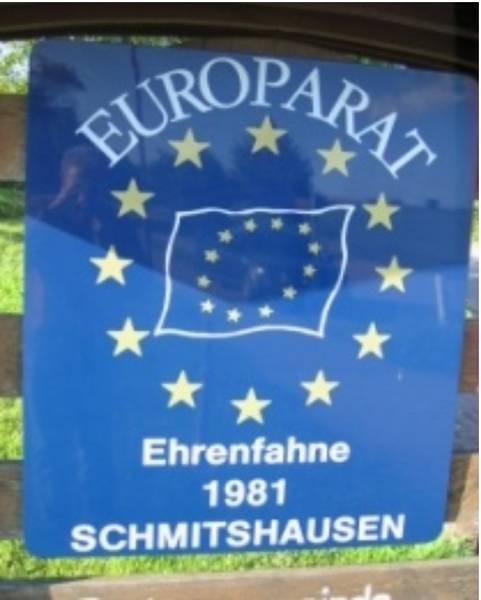 EUROPARAT
Ehrenfahne
1981
SCHMITSHAUSEN